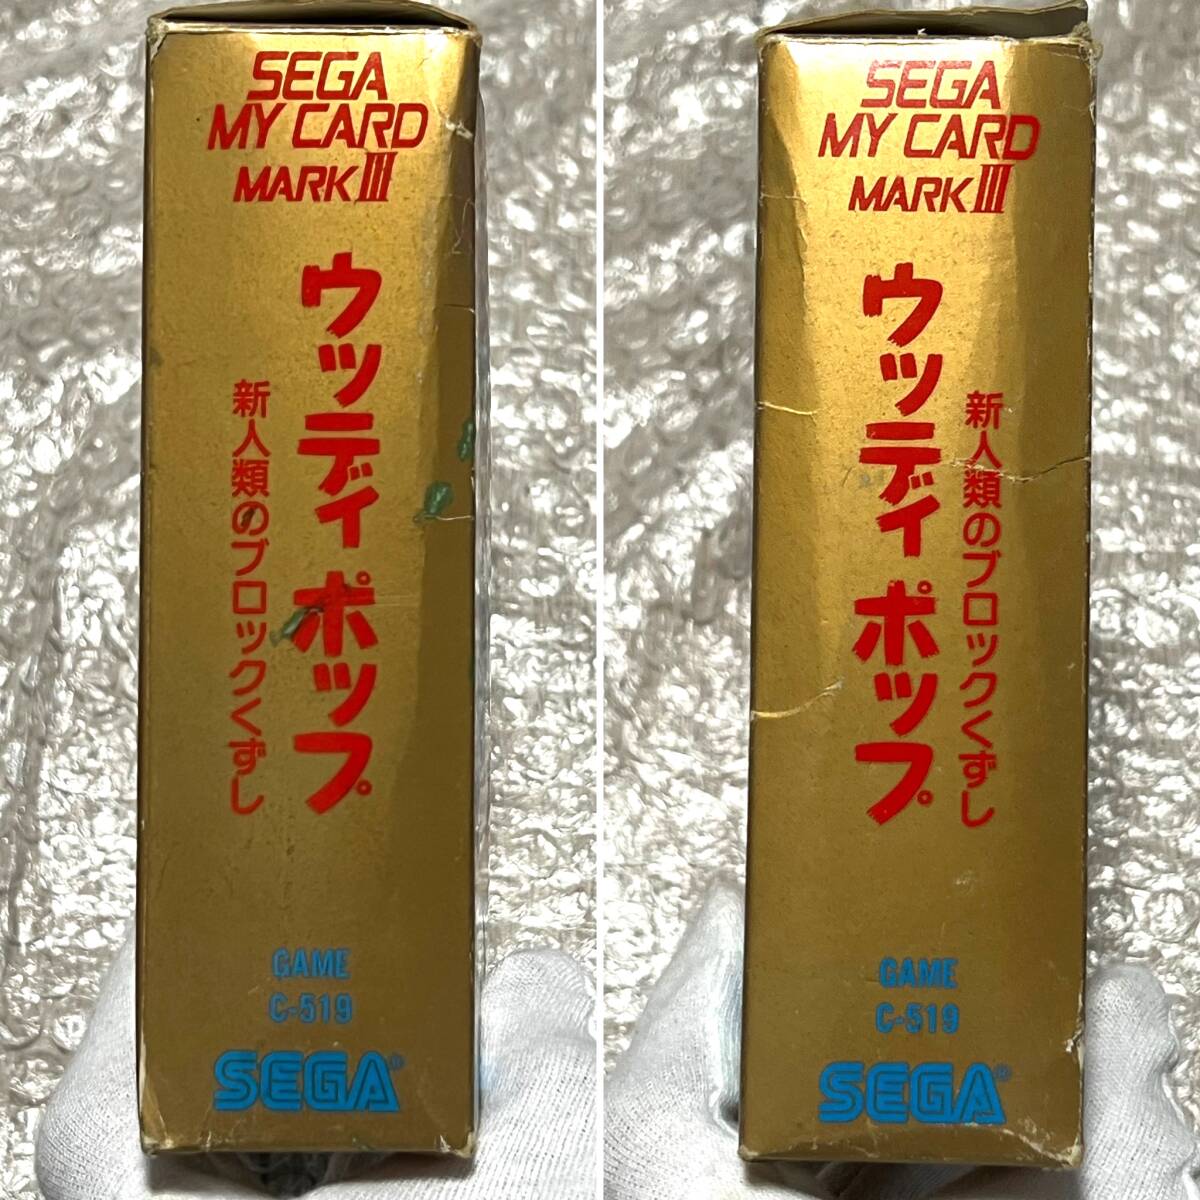 SEGA
MY CARD
MARK III
ウッディポップ
新人類のブロックくずし
GAME
C-519
SEGA®
SEGA
MY CARD
MARK III
新人類のブロックくずし
ウッディポップ
GAME
C-519
SEGA®